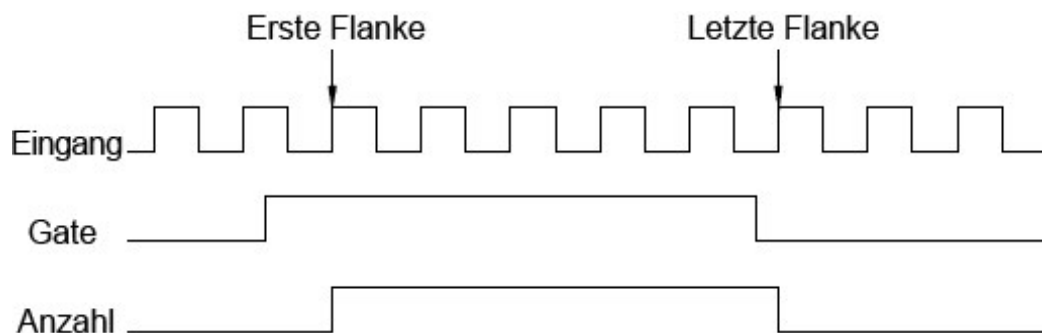 Erste Flanke
Letzte Flanke
Eingang
Gate
Anzahl